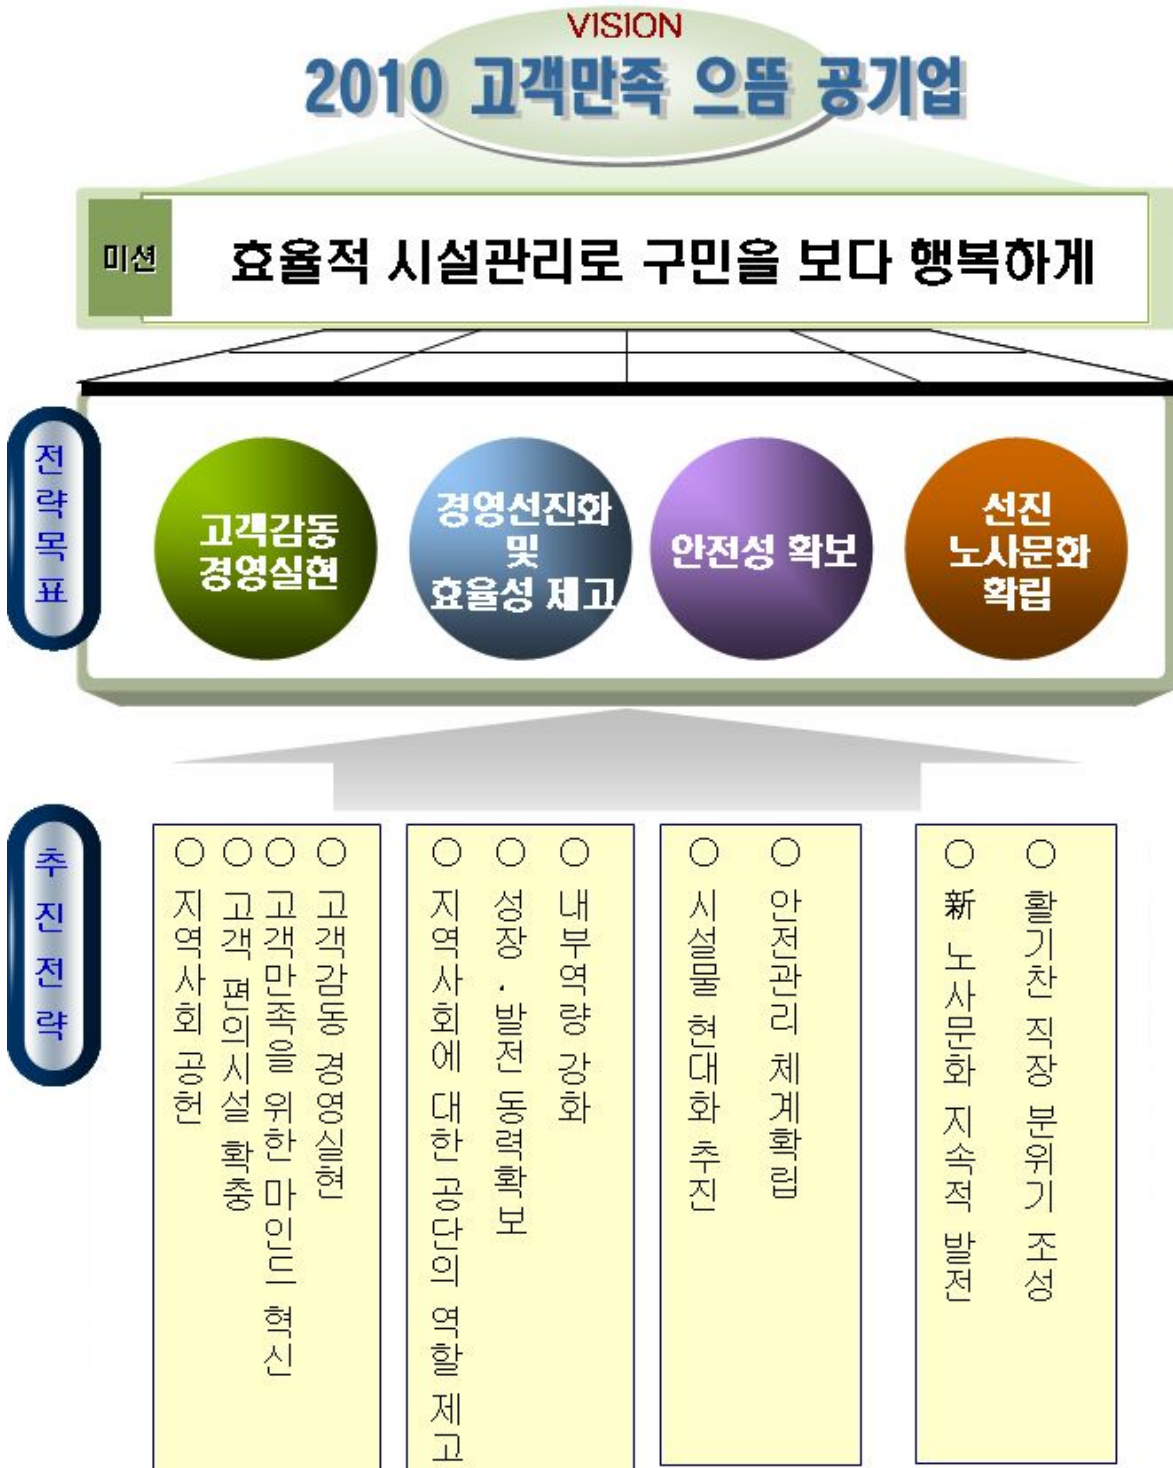 VISION
2010 고객만족 으뜸 공기업
미션
효율적 시설관리로 구민을 보다 행복하게
전략목표
고객감동
경영실현
경영선진화
및
효율성 제고
안전성 확보
선진
노사문화
확립
추진전략
○ 고객감동 경영실현
○ 고객만족을 위한 마인드 혁신
○ 고객 편의시설 확충
○ 지역사회 공헌
○ 내부역량 강화
○ 성장·발전 동력확보
○ 지역사회에 대한 공단의 역할 제고
○ 안전관리 체계확립
○ 시설물 현대화 추진
○ 활기찬 직장 분위기 조성
○ 新 노사문화 지속적 발전